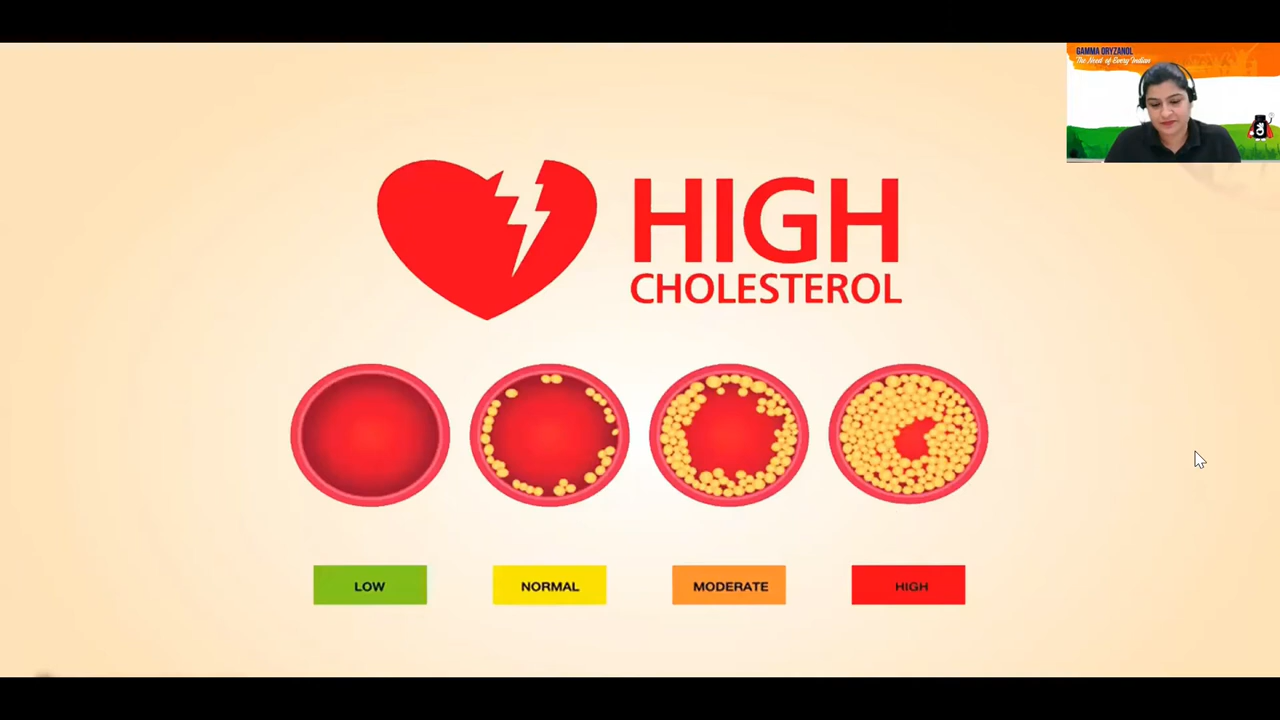 GAMMA ORYZANOL
The Need of Every Indian
HIGH
CHOLESTEROL
LOW
NORMAL
MODERATE
HIGH